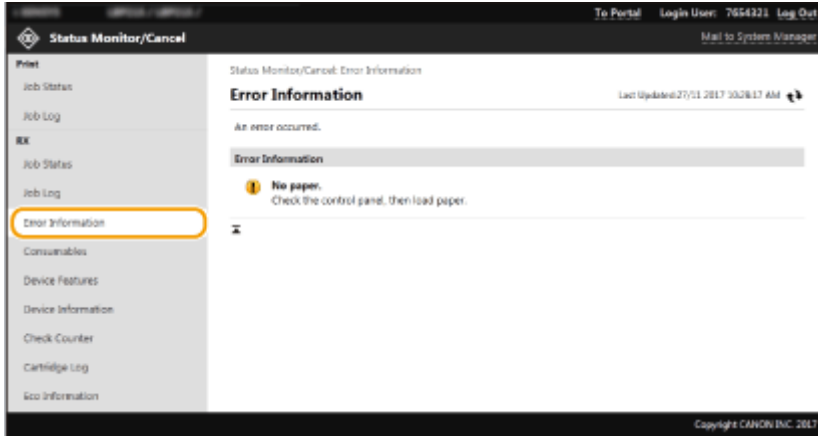 To Portal Login User: 7654321 Log Out
Status Monitor/Cancel
Mail to System Manager
Print
Job Status
Job Log
RX
Job Status
Job Log
Error Information
Consumables
Device Features
Device Information
Check Counter
Cartridge Log
Eco Information
Status Monitor/Cancel: Error Information
Error Information
Last Updated:27/11 2017 10:28:17 AM
An error occurred.
Error Information
No paper.
Check the control panel, then load paper.
Copyright CANON INC. 2017